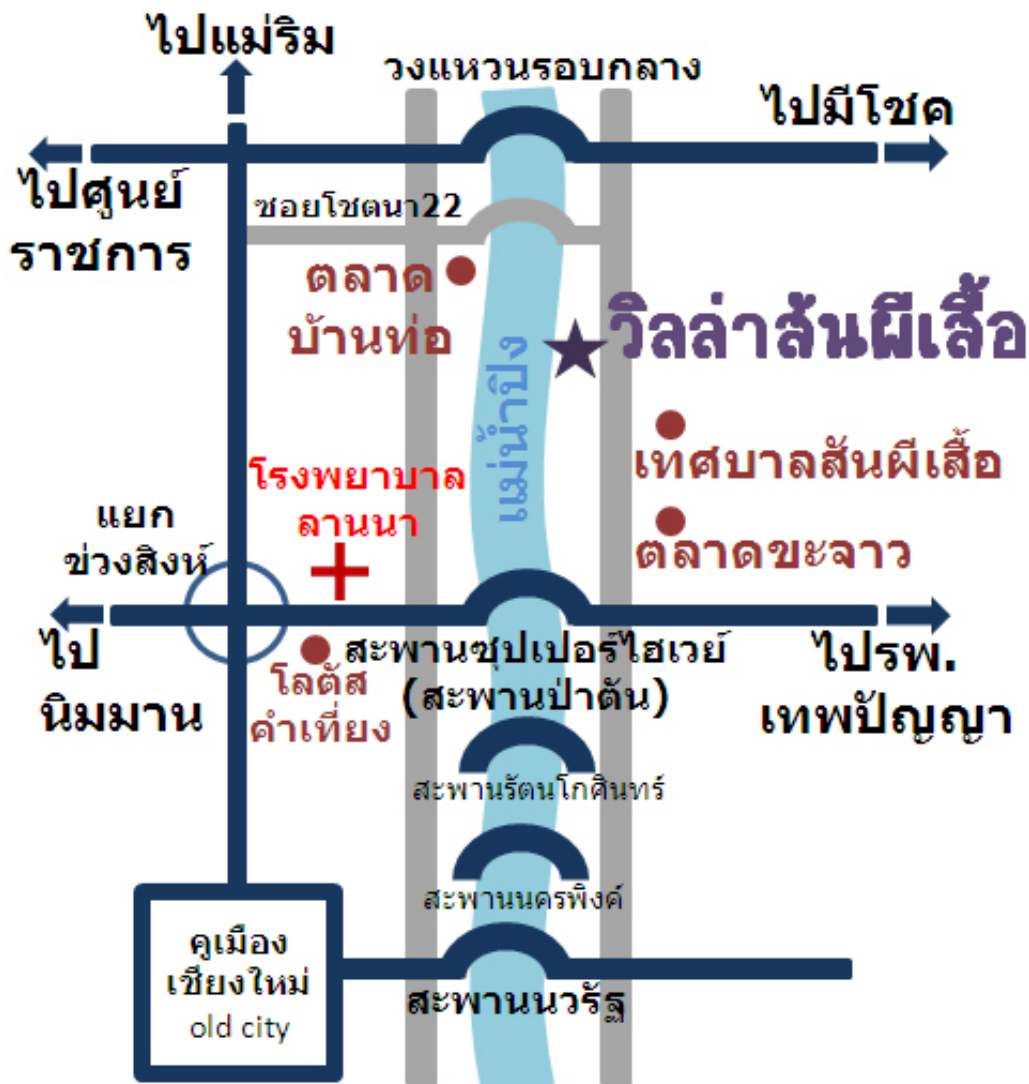 ไปแม่ริม
วงแหวนรอบกลาง
ไปมีโชค
ไปศูนย์
ราชการ
ซอยโชตนา22
ตลาด
บ้านท่อ
วิลล่าสันผีเสื้อ
แม่น้ำปิง
เทศบาลสันผีเสื้อ
โรงพยาบาล
ลานนา
แยก
ข่วงสิงห์
ตลาดขะจาว
ไป
นิมมาน
โลตัส
คำเที่ยง
สะพานซุปเปอร์ไฮเวย์
(สะพานป่าตัน)
ไปรพ.
เทพปัญญา
สะพานรัตนโกศินทร์
สะพานนครพิงค์
คูเมือง
เชียงใหม่
old city
สะพานนวรัฐ